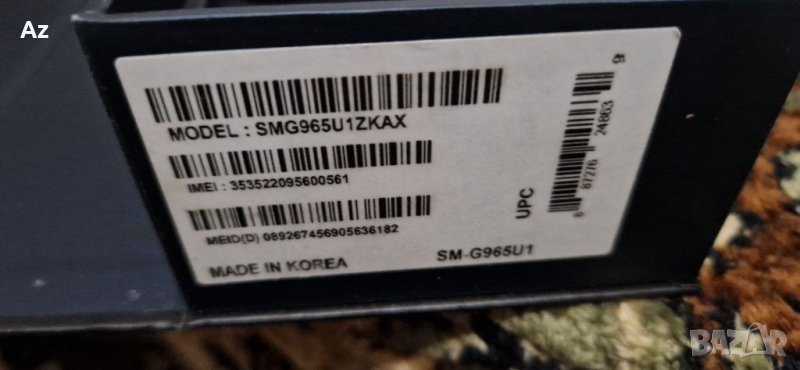 Az
MODEL : SMG965U1ZKAX
IMEI : 353522095600561
MEID(D) 089267456905636182
MADE IN KOREA
SM-G965U1
UPC
8 87276 24863 9
BAZAR